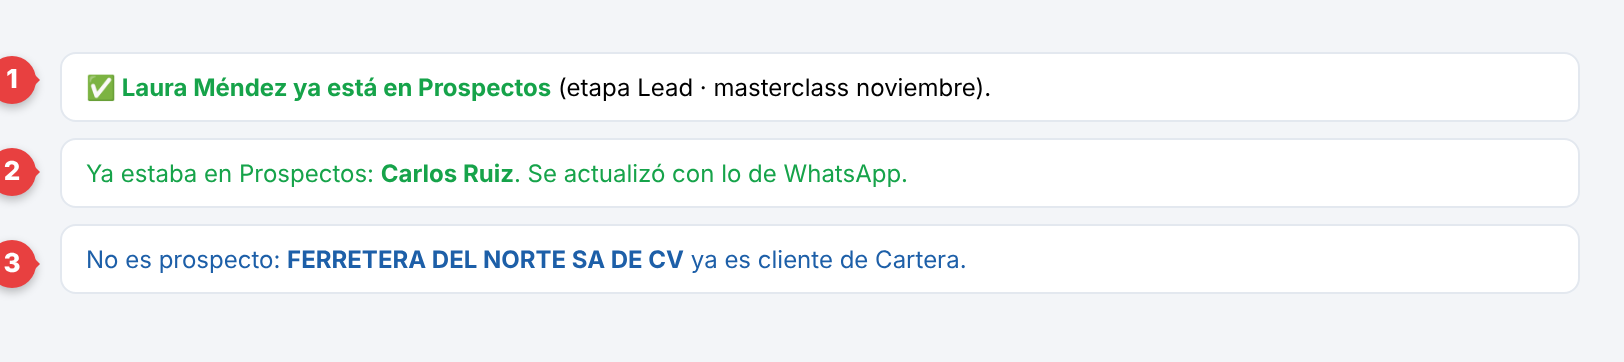 1
✅ Laura Méndez ya está en Prospectos (etapa Lead · masterclass noviembre).
2
Ya estaba en Prospectos: Carlos Ruiz. Se actualizó con lo de WhatsApp.
3
No es prospecto: FERRETERA DEL NORTE SA DE CV ya es cliente de Cartera.